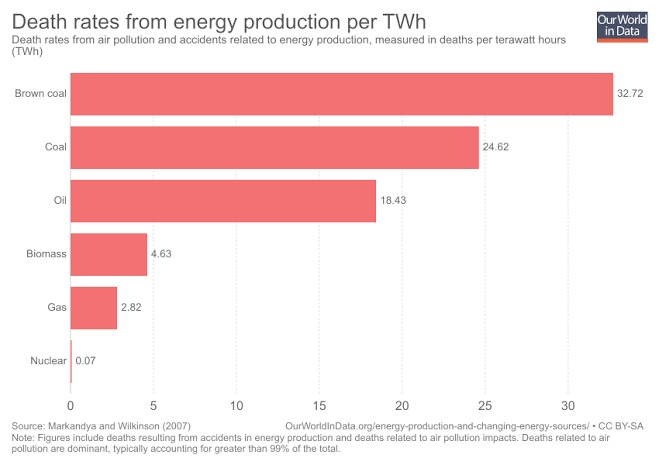 Death rates from energy production per TWh
Death rates from air pollution and accidents related to energy production, measured in deaths per terawatt hours
(TWh)
Our World
in Data
Brown coal 32.72
Coal 24.62
Oil 18.43
Biomass 4.63
Gas 2.82
Nuclear 0.07
0 5 10 15 20 25 30
Source: Markandya and Wilkinson (2007) OurWorldInData.org/energy-production-and-changing-energy-sources/ • CC BY-SA
Note: Figures include deaths resulting from accidents in energy production and deaths related to air pollution impacts. Deaths related to air
pollution are dominant, typically accounting for greater than 99% of the total.